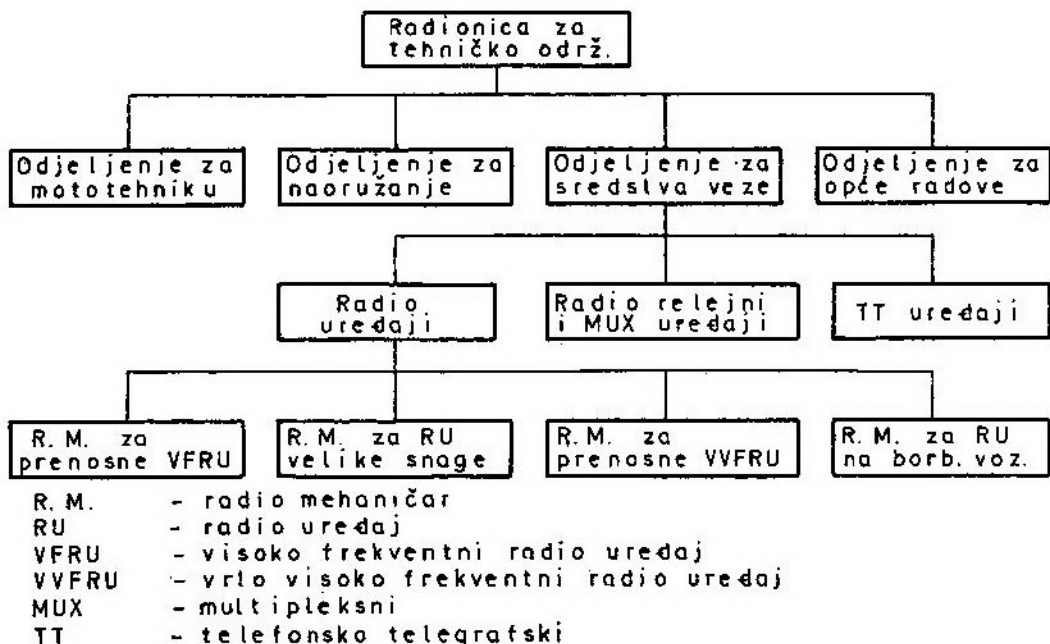 Radionica za
tehničko održ.
Odjeljenje za
mototehniku
Odjeljenje za
naoružanje
Odjeljenje za
sredstva veze
Odjeljenje za
opće radove
Radio
uređaji
Radio relejni
i MUX uređaji
TT uređaji
R. M. za
prenosne VFRU
R. M. za RU
velike snage
R. M. za
prenosne VVFRU
R. M. za RU
na borb. voz.
R. M. - radio mehaničar
RU - radio uređaj
VFRU - visoko frekventni radio uređaj
VVFRU - vrlo visoko frekventni radio uređaj
MUX - multipleksni
TT - telefonsko telegrafski